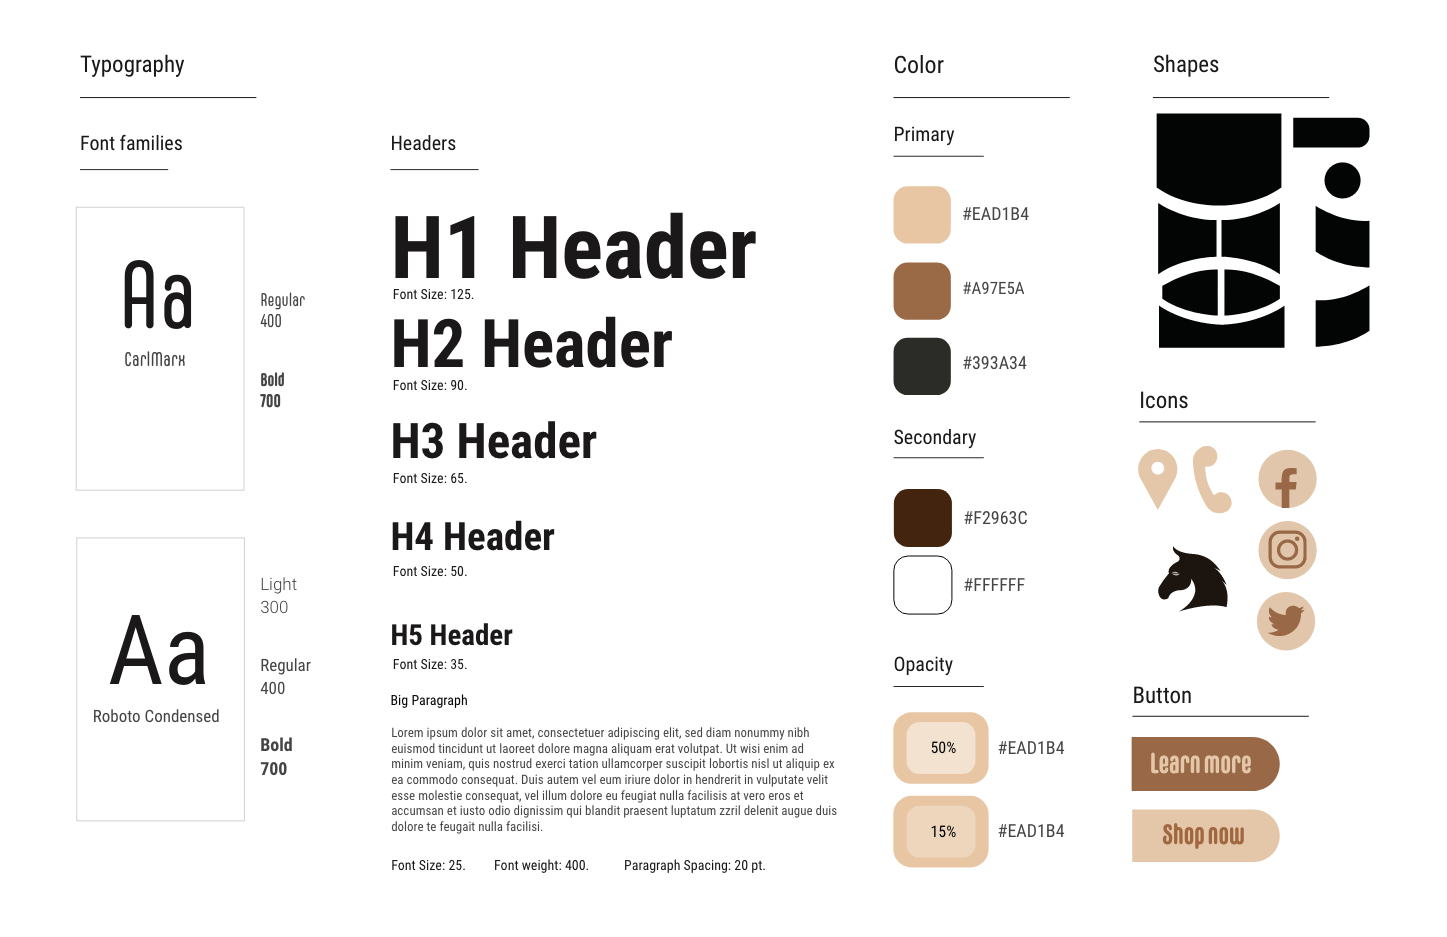 Typography
Font families
Aa
CarlMarx
Regular
400
Bold
700
Aa
Roboto Condensed
Light
300
Regular
400
Bold
700
Headers
H1 Header
Font Size: 125.
H2 Header
Font Size: 90.
H3 Header
Font Size: 65.
H4 Header
Font Size: 50.
H5 Header
Font Size: 35.
Big Paragraph
Lorem ipsum dolor sit amet, consectetuer adipiscing elit, sed diam nonummy nibh
euismod tincidunt ut laoreet dolore magna aliquam erat volutpat. Ut wisi enim ad
minim veniam, quis nostrud exerci tation ullamcorper suscipit lobortis nisl ut aliquip ex
ea commodo consequat. Duis autem vel eum iriure dolor in hendrerit in vulputate velit
esse molestie consequat, vel illum dolore eu feugiat nulla facilisis at vero eros et
accumsan et iusto odio dignissim qui blandit praesent luptatum zzril delenit augue duis
dolore te feugait nulla facilisi.
Font Size: 25. Font weight: 400. Paragraph Spacing: 20 pt.
Color
Primary
#EAD1B4
#A97E5A
#393A34
Secondary
#F2963C
#FFFFFF
Opacity
50% #EAD1B4
15% #EAD1B4
Shapes
Icons
Button
Learn more
Shop now